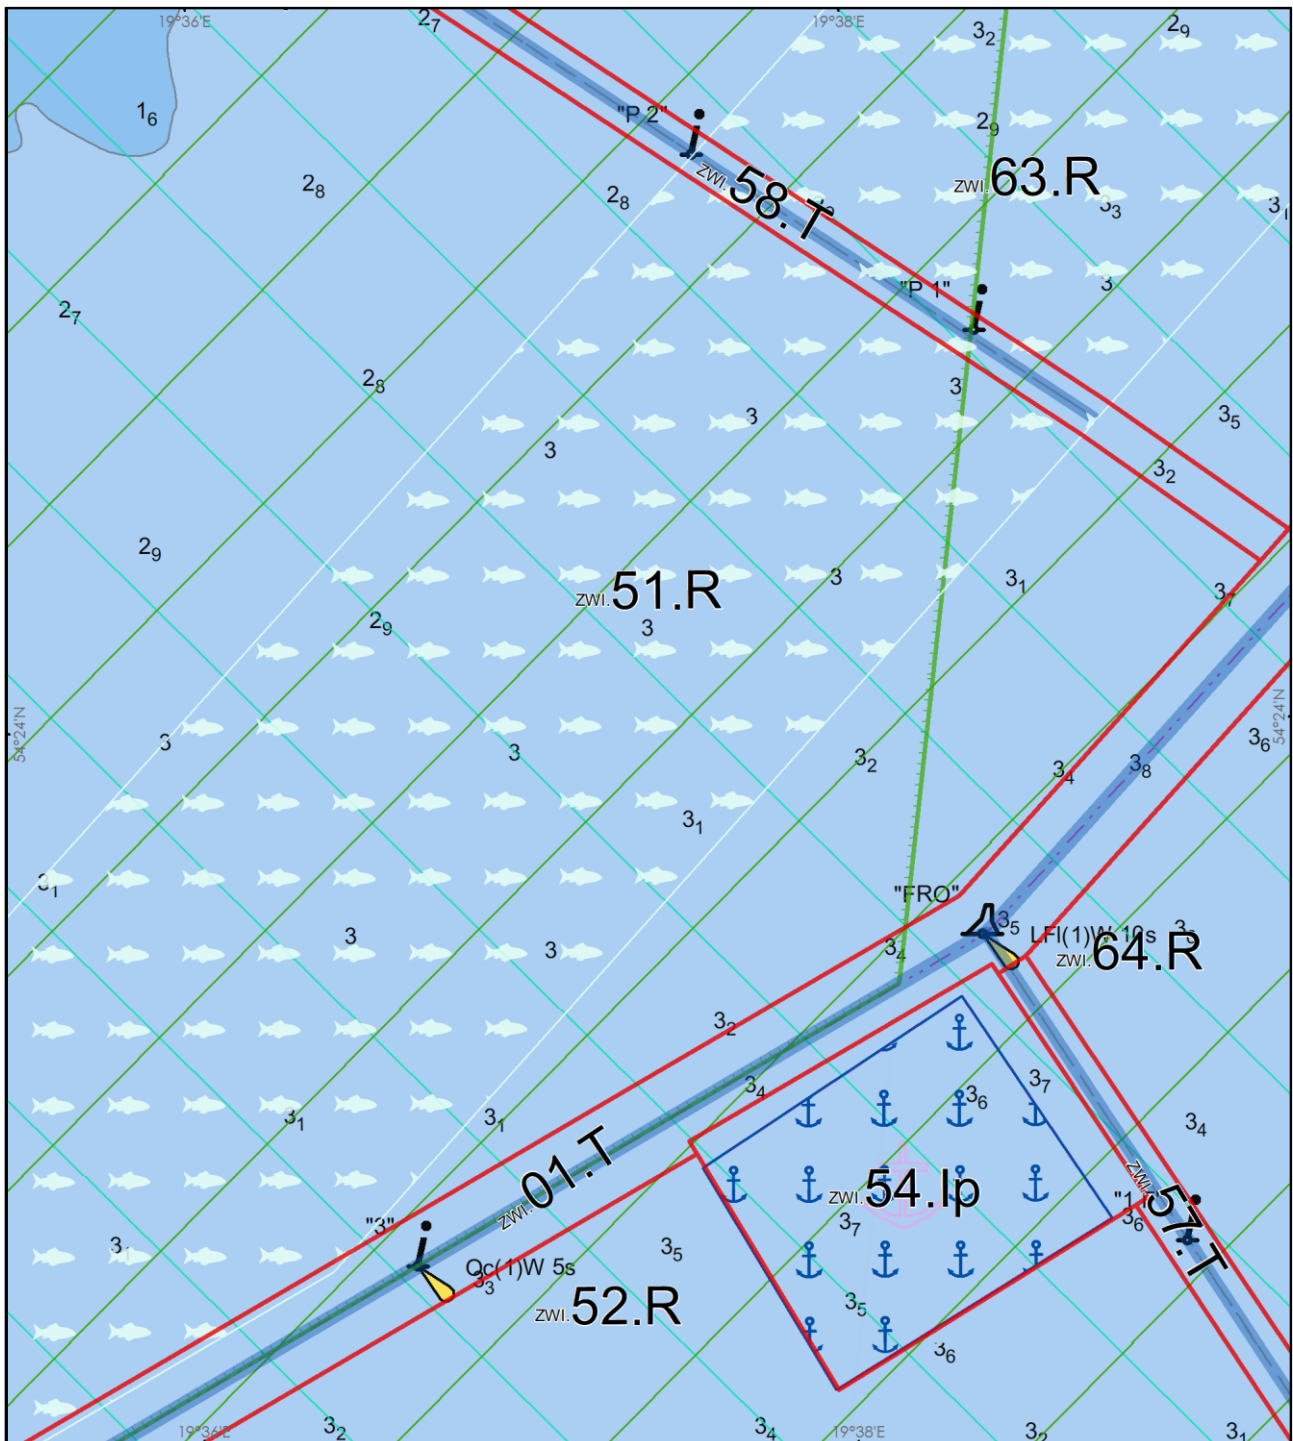 19°36'E
2₇
19°38'E
3₂
2₉
1₆
"P 2"
2₉
2₈
2₈
ZWI.58.T
ZWI.63.R
3₃
3₁
2₇
"P 1"
3
2₈
3
3
3₅
3
3₂
2₉
3
3₁
3₇
ZWI.51.R
2₉
3
54°24'N
54°24'N
3
3
3₂
3₄
3₈
3₆
3₁
3₁
"FRO"
3₅
LFl(1)W 10s
3
3
3₄
ZWI.64.R
3₂
3₄
3₆
3₇
3₁
3₁
3₄
ZWI.01.T
ZWI.54.Ip
ZWI.57.T
3₇
3₆
"3"
3₁
3₅
Oc(1)W 5s
3₃
ZWI.52.R
3₅
3₆
19°36'E
3₂
3₄
19°38'E
3₂
3₁